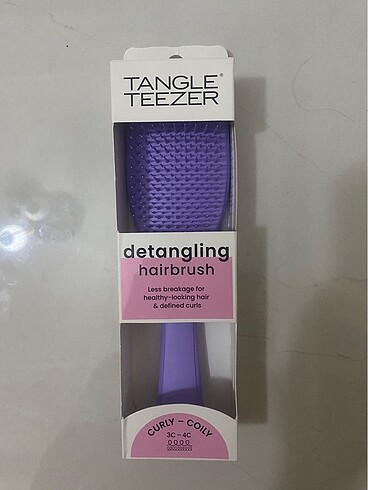 TANGLE®
TEEZER
detangling
hairbrush
Less breakage for
healthy-looking hair
& defined curls
CURLY – COILY
3C – 4C